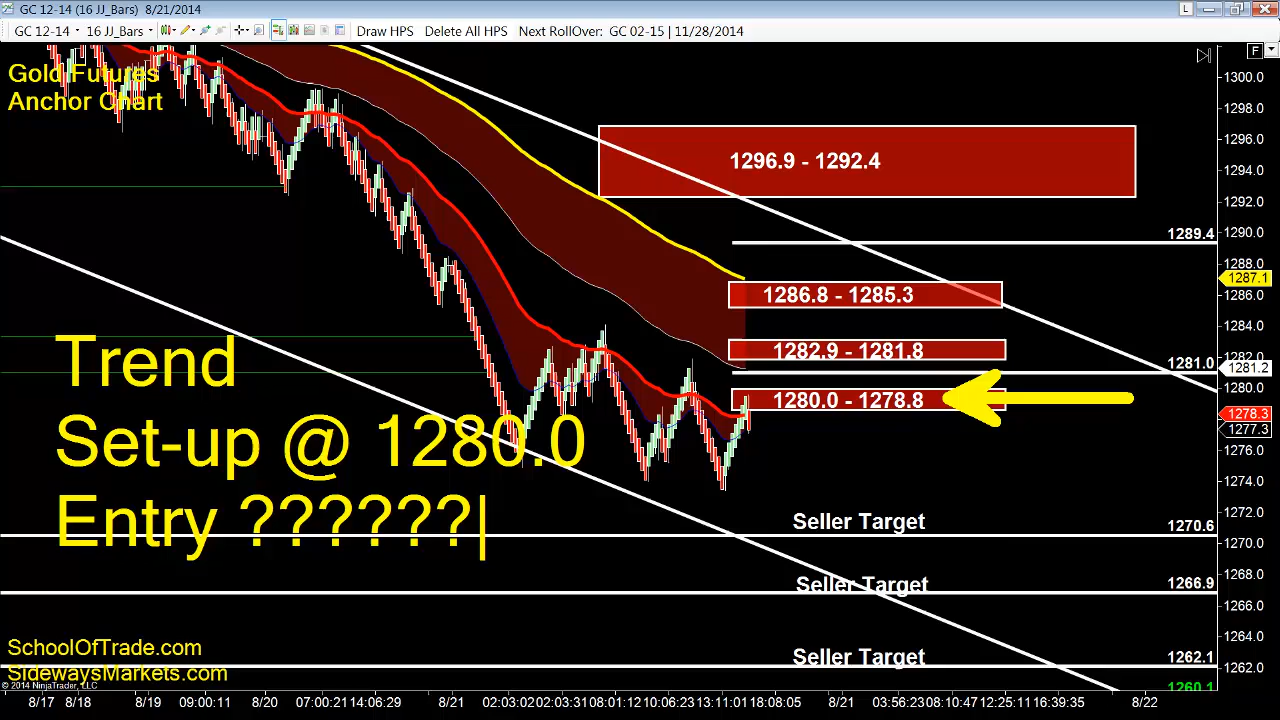 GC 12-14 (16 JJ_Bars) 8/21/2014
L
GC 12-14 16 JJ_Bars Draw HPS Delete All HPS Next RollOver: GC 02-15 | 11/28/2014
F
Gold Futures
Anchor Chart
1300.0
1298.0
1296.0
1296.9 - 1292.4
1294.0
1292.0
1289.4
1290.0
1288.0
1287.1
1286.8 - 1285.3
1286.0
1284.0
1282.9 - 1281.8
1282.0
1281.0
1281.2
1280.0 - 1278.8
1280.0
1278.3
1277.3
Trend
Set-up @ 1280.0
Entry ??????|
1276.0
1274.0
1272.0
Seller Target
1270.6
1270.0
1268.0
Seller Target
1266.9
1266.0
1264.0
Seller Target
1262.1
1262.0
1260.1
SchoolOfTrade.com
SidewaysMarkets.com
© 2014 NinjaTrader, LLC
8/17 8/18 8/19 09:00:11 8/20 07:00:21 14:06:29 8/21 02:03:02 02:03:31 08:01:12 10:06:23 13:11:01 18:08:05 8/21 03:56:23 08:10:47 12:25:11 16:39:35 8/22